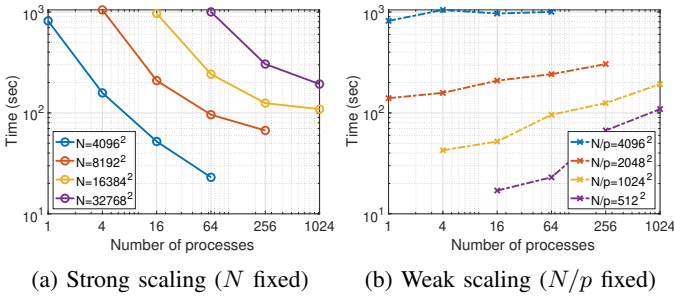 10³
10²
10¹
Time (sec)
N=4096²
N=8192²
N=16384²
N=32768²
1 4 16 64 256 1024
Number of processes
(a) Strong scaling (N fixed)
10³
10²
10¹
Time (sec)
N/p=4096²
N/p=2048²
N/p=1024²
N/p=512²
1 4 16 64 256 1024
Number of processes
(b) Weak scaling (N/p fixed)